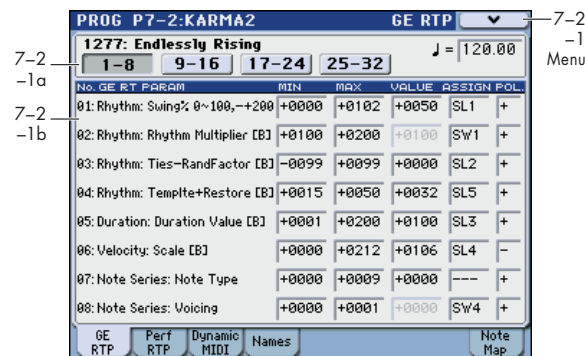 PROG P7-2:KARMA2 GE RTP
7–2
–1
Menu
1277: Endlessly Rising ♩= 120.00
7–2
–1a
1-8 9-16 17-24 25-32
No. GE RT PARAM MIN MAX VALUE ASSIGN POL.
7–2
–1b
01: Rhythm: Swing% 0~100,-+200 +0000 +0102 +0050 SL1 +
02: Rhythm: Rhythm Multiplier [B] +0100 +0200 +0100 SW1 +
03: Rhythm: Ties-RandFactor [B] -0099 +0099 +0000 SL2 +
04: Rhythm: Templte+Restore [B] +0015 +0050 +0032 SL5 +
05: Duration: Duration Value [B] +0001 +0200 +0100 SL3 +
06: Velocity: Scale [B] +0000 +0212 +0106 SL4 -
07: Note Series: Note Type +0000 +0009 +0000 --- +
08: Note Series: Voicing +0000 +0001 +0000 SW4 +
GE RTP Perf RTP Dynamic MIDI Names Note Map